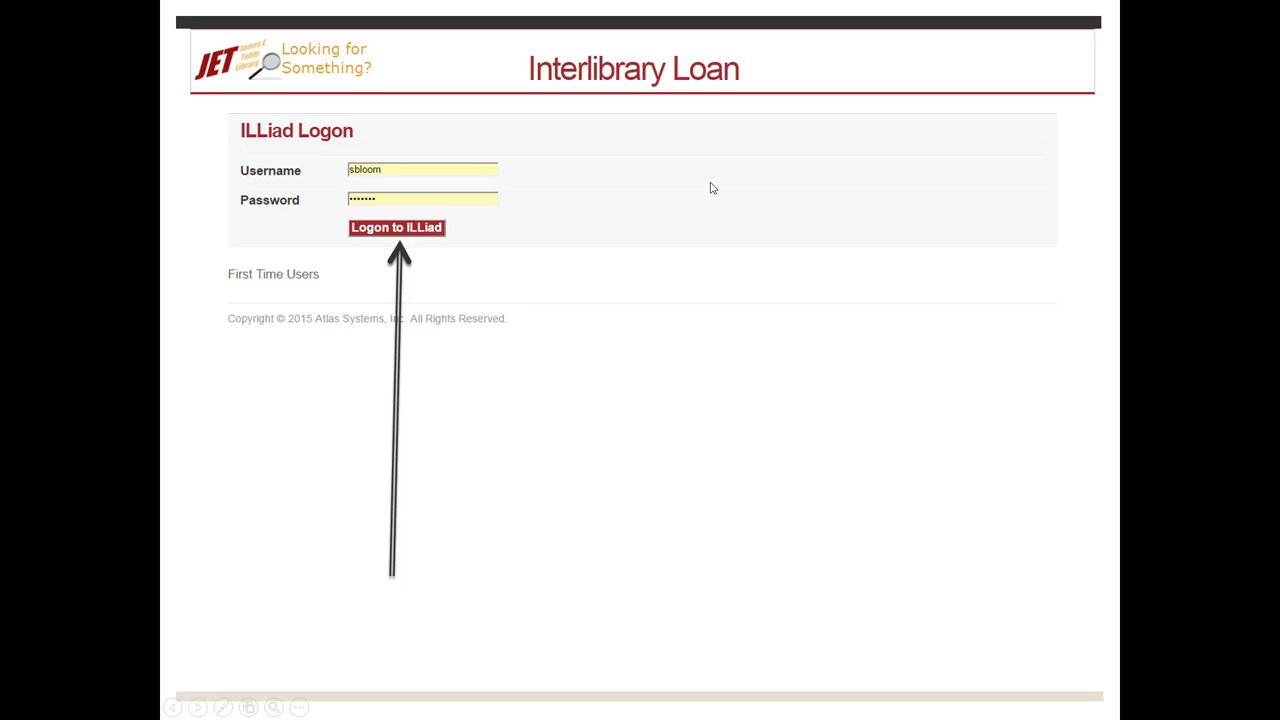 JET James E Tobin Library
Looking for
Something?
Interlibrary Loan
ILLiad Logon
Username
sbloom
Password
•••••••
Logon to ILLiad
First Time Users
Copyright © 2015 Atlas Systems, Inc. All Rights Reserved.